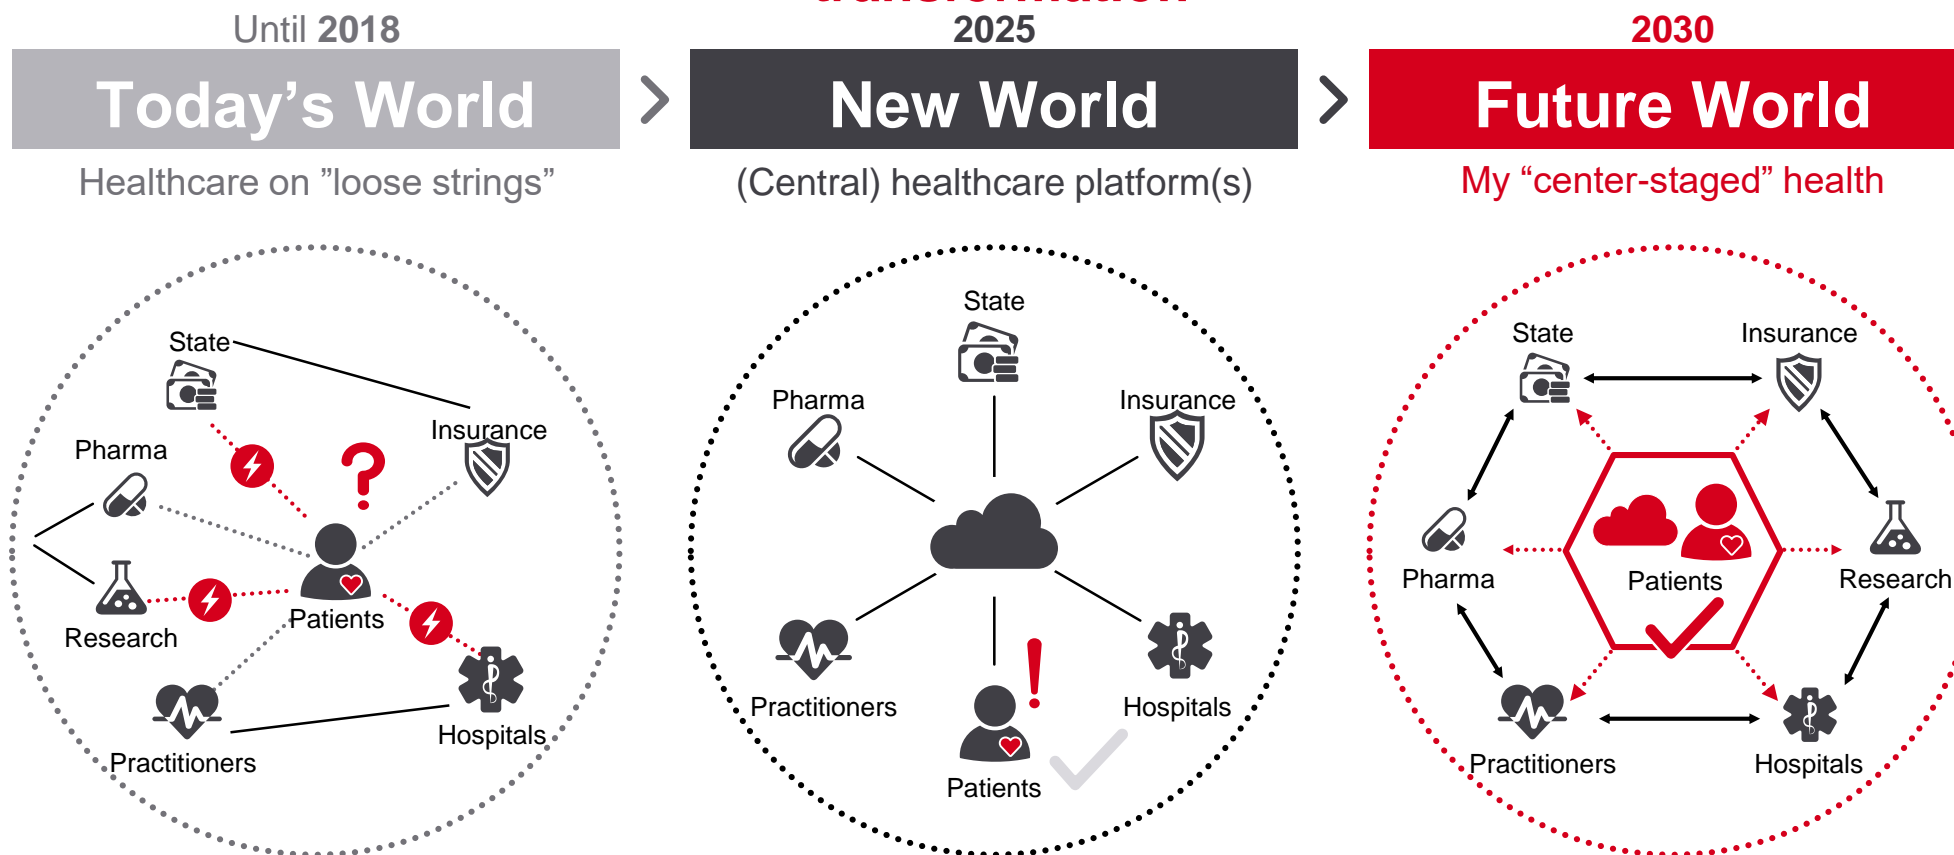 transformation
Until 2018
Today’s World
Healthcare on ”loose strings”
State
Insurance
Pharma
Research
Patients
Hospitals
Practitioners
2025
New World
(Central) healthcare platform(s)
State
Pharma
Insurance
Practitioners
Hospitals
Patients
2030
Future World
My “center-staged” health
State
Insurance
Pharma
Patients
Research
Practitioners
Hospitals